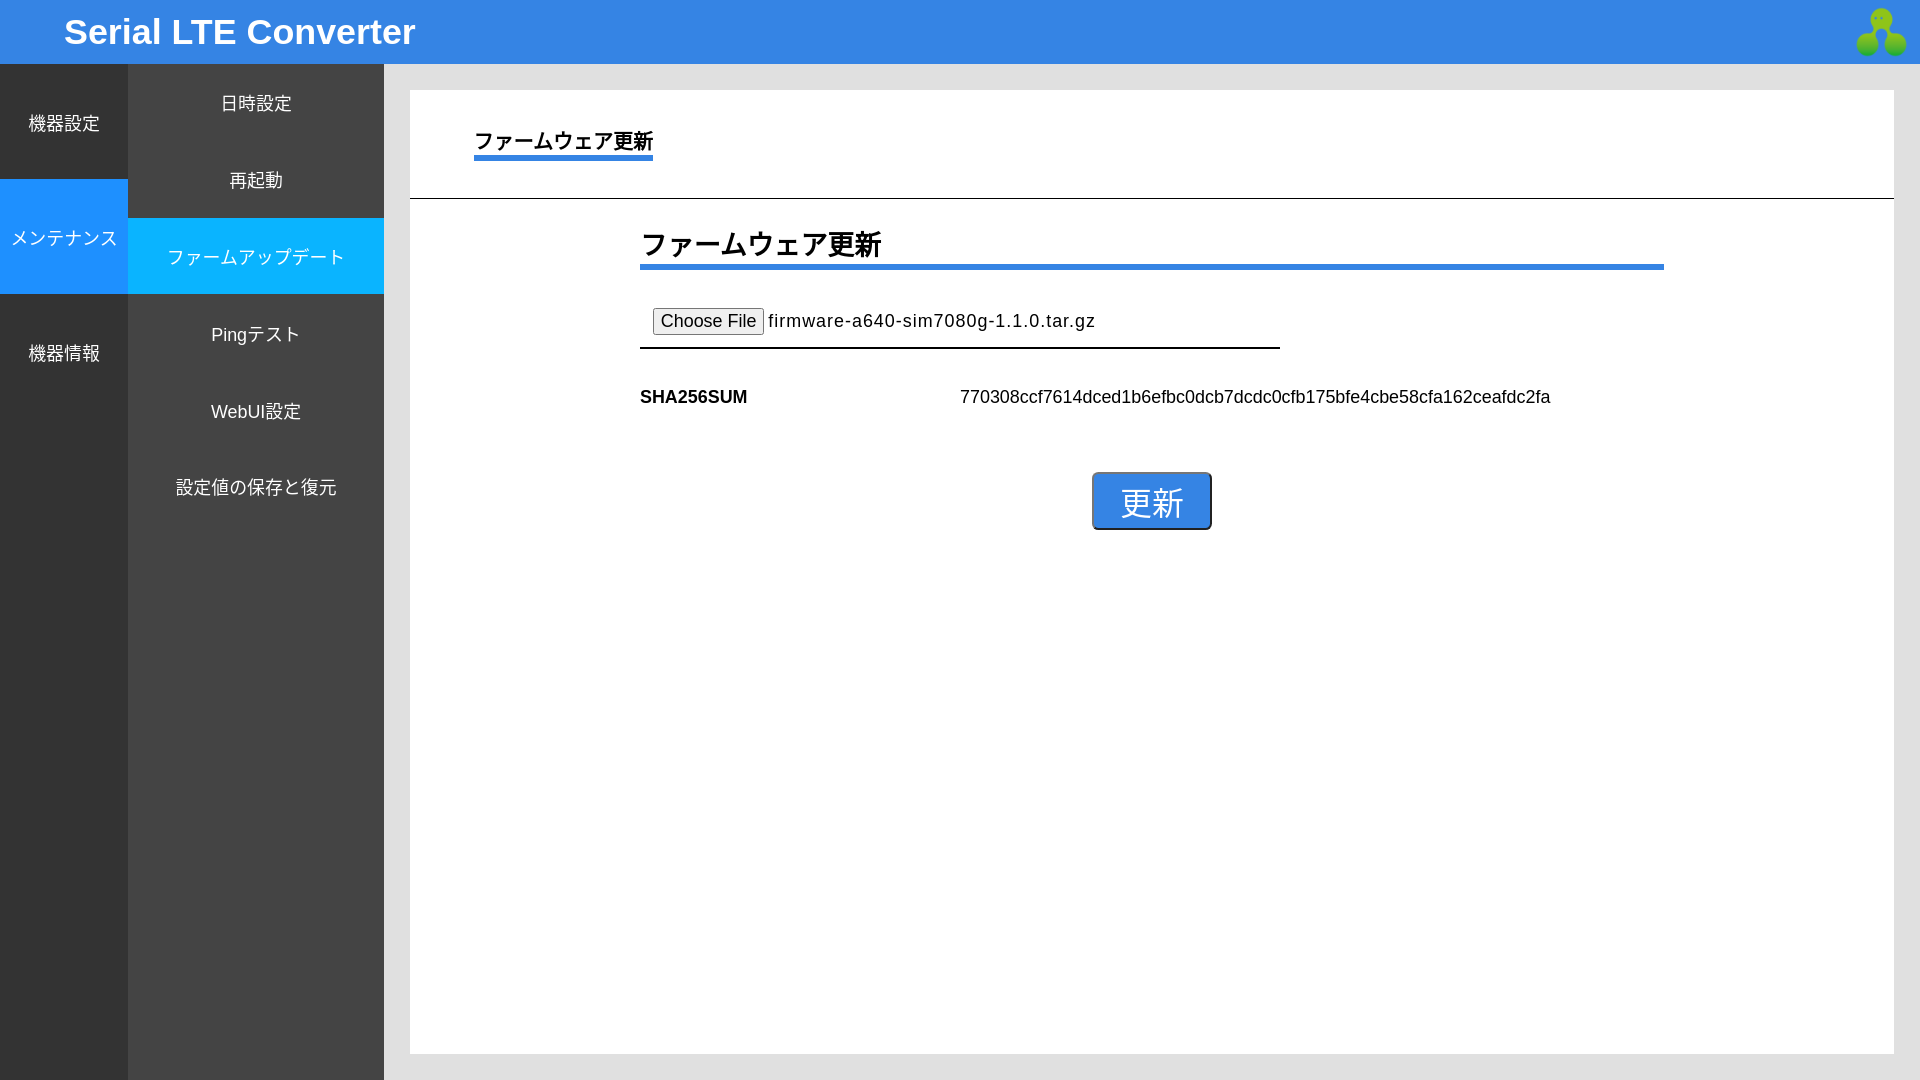 Serial LTE Converter
機器設定
メンテナンス
機器情報
日時設定
再起動
ファームアップデート
Pingテスト
WebUI設定
設定値の保存と復元
ファームウェア更新
ファームウェア更新
Choose File firmware-a640-sim7080g-1.1.0.tar.gz
SHA256SUM 770308ccf7614dced1b6efbc0dcb7dcdc0cfb175bfe4cbe58cfa162ceafdc2fa
更新